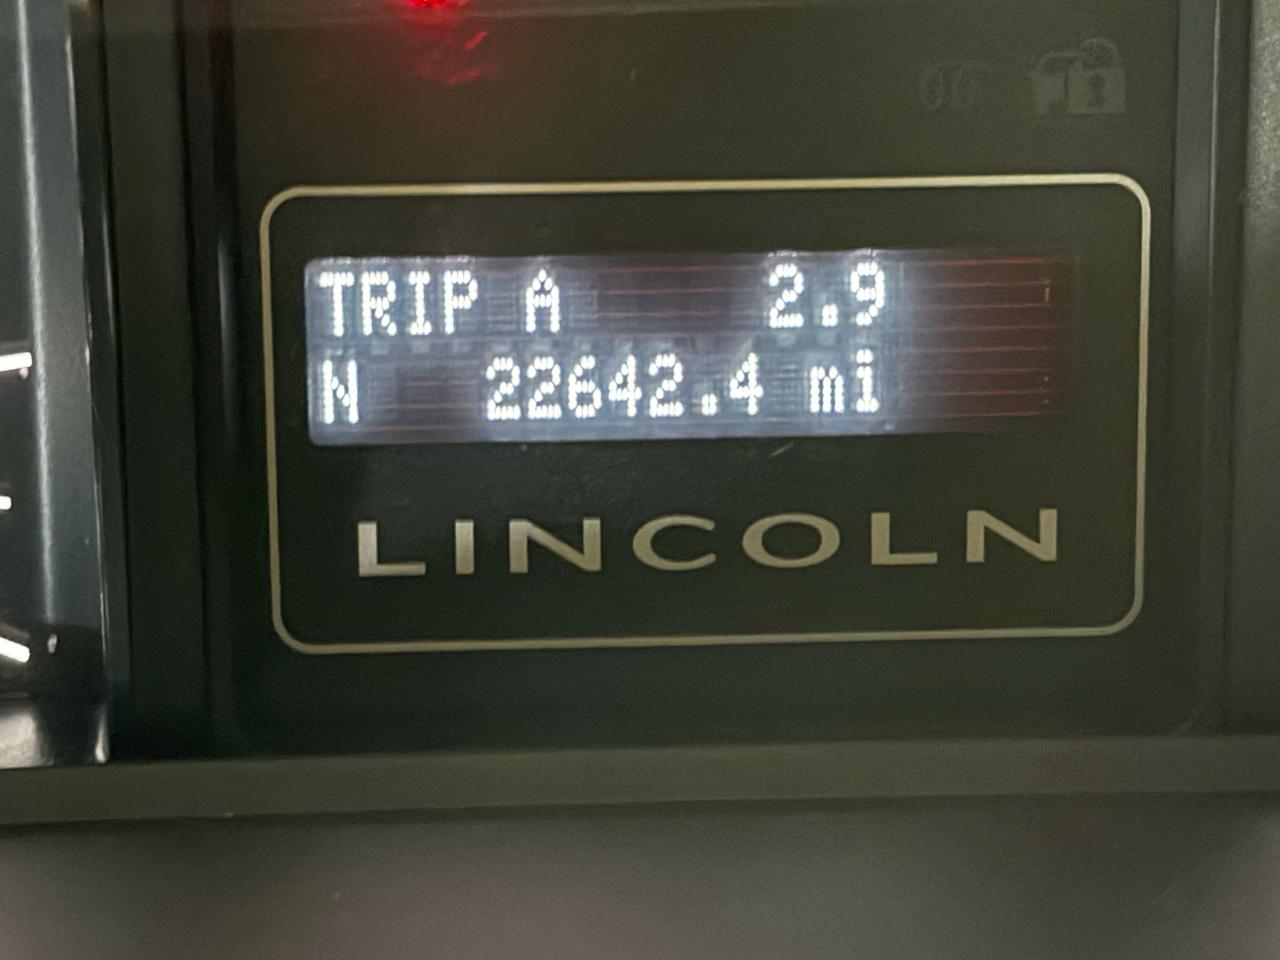 TRIP A 2.9
N 22642.4 mi
LINCOLN